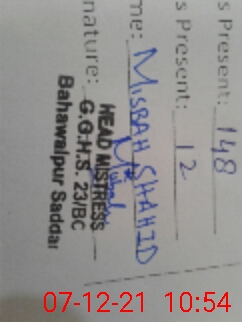 s Present: 148
s Present: 12
me: MISBAH SHAHID
nature:
HEAD MISTRESS
G.G.H.S. 23/BC
Bahawalpur Saddar
07-12-21 10:54